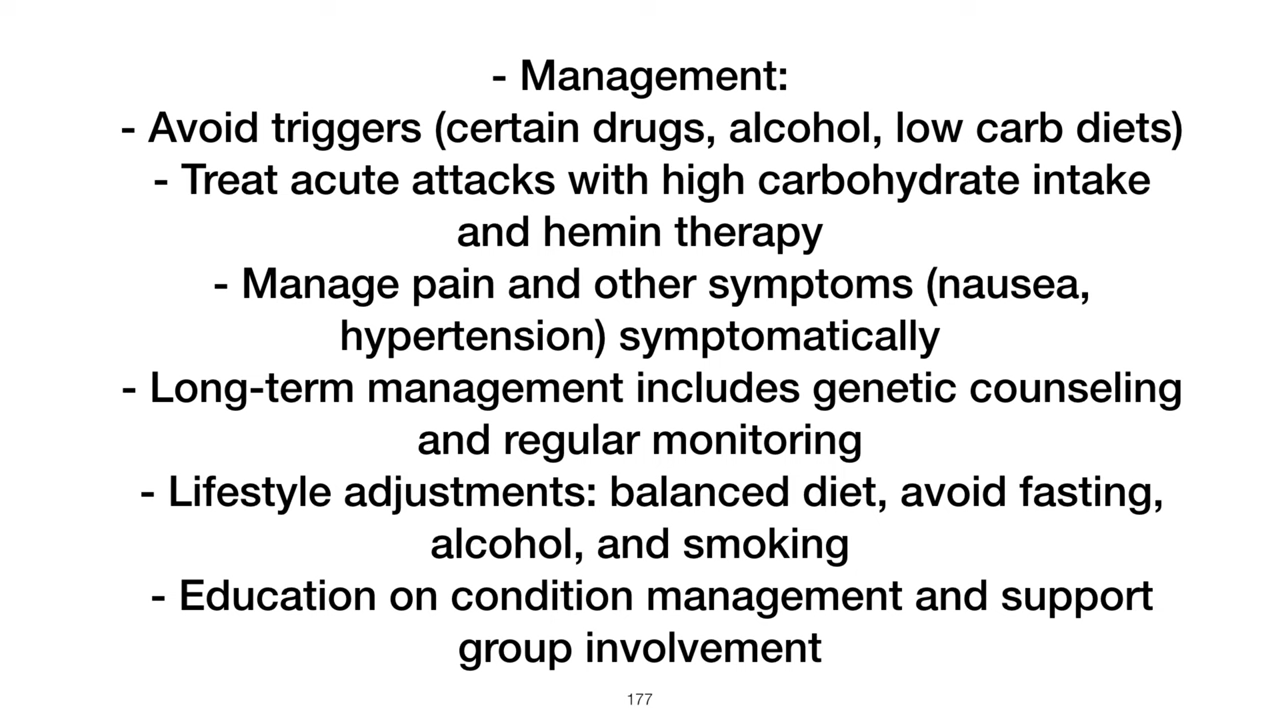 - Management:
- Avoid triggers (certain drugs, alcohol, low carb diets)
- Treat acute attacks with high carbohydrate intake
and hemin therapy
- Manage pain and other symptoms (nausea,
hypertension) symptomatically
- Long-term management includes genetic counseling
and regular monitoring
- Lifestyle adjustments: balanced diet, avoid fasting,
alcohol, and smoking
- Education on condition management and support
group involvement
177